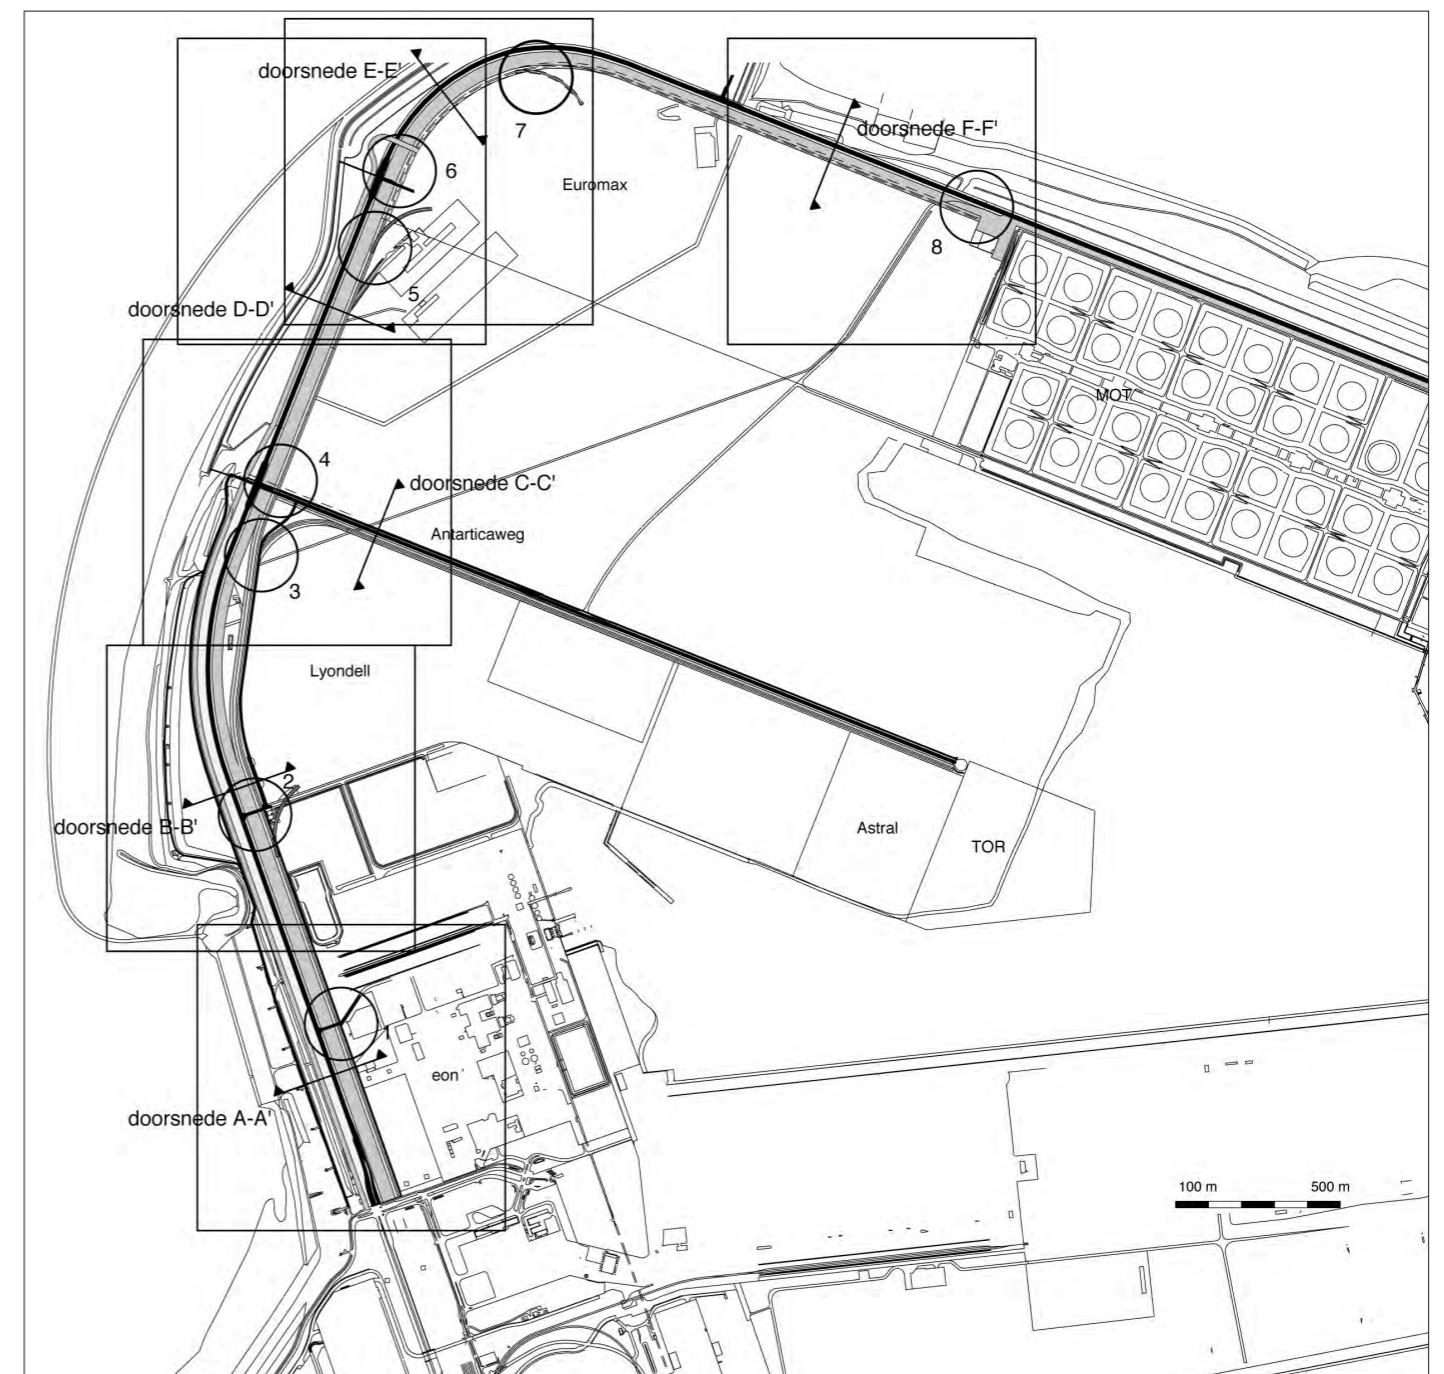 doorsnede E-E'
7
doorsnede F-F'
6
Euromax
8
5
doorsnede D-D'
MOT
4
doorsnede C-C'
Antarticaweg
3
Lyondell
2
doorsnede B-B'
Astral
TOR
1
eon
doorsnede A-A'
100 m 500 m